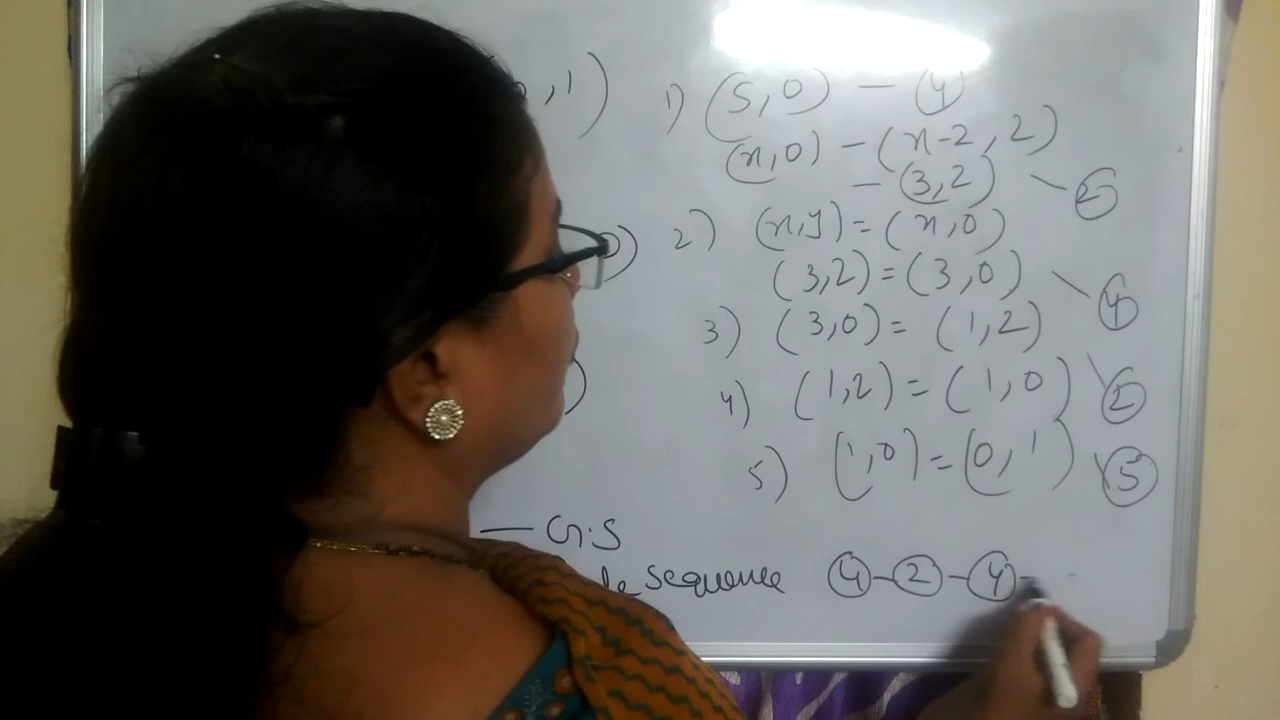 , 1) 1) (5,0) - 4
(x,0) - (x-2, 2)
- (3,2) - 2
) 2) (x,y) = (x,0)
(3,2) = (3,0) - 4
3) (3,0) = (1,2)
) 4) (1,2) = (1,0) 2
5) (1,0) = (0,1) 5
— G.S
le sequence 4 - 2 - 4 -